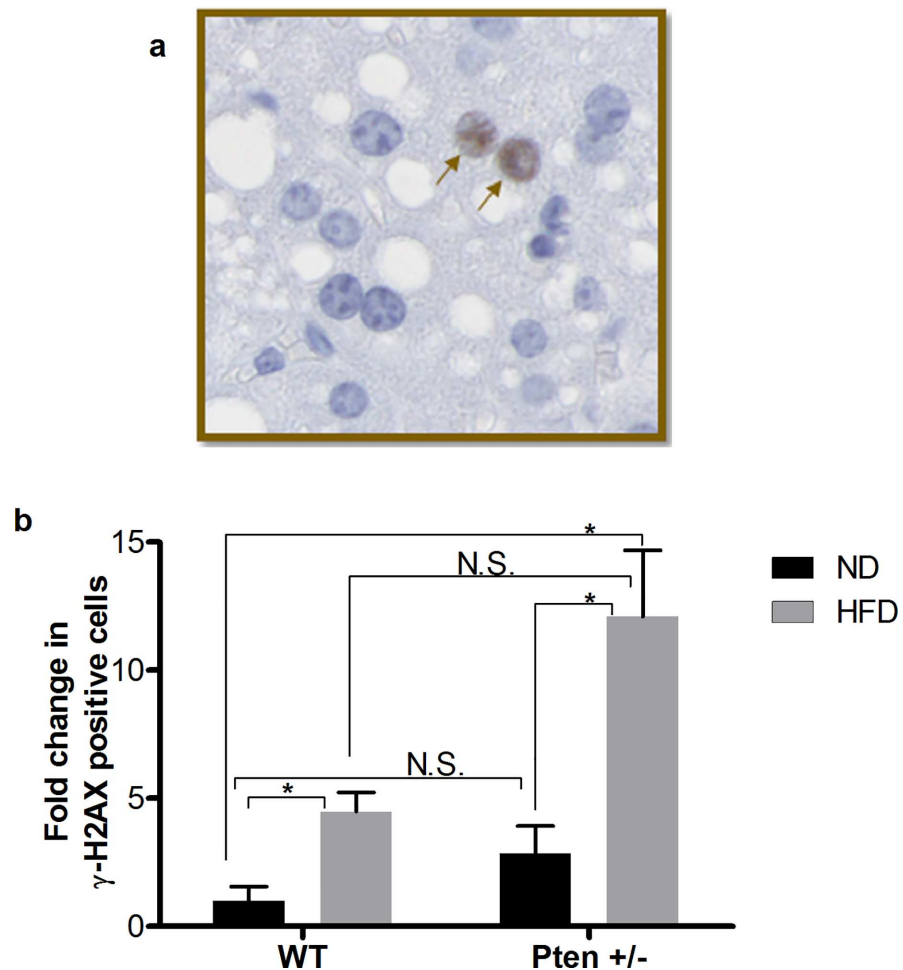 a
b
Fold change in
γ-H2AX positive cells
15
10
5
0
*
N.S.
*
N.S.
*
WT
Pten +/-
ND
HFD